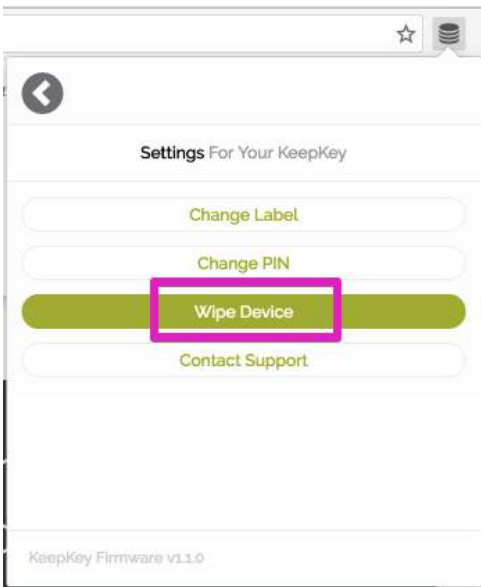 Settings For Your KeepKey
Change Label
Change PIN
Wipe Device
Contact Support
KeepKey Firmware v1.1.0